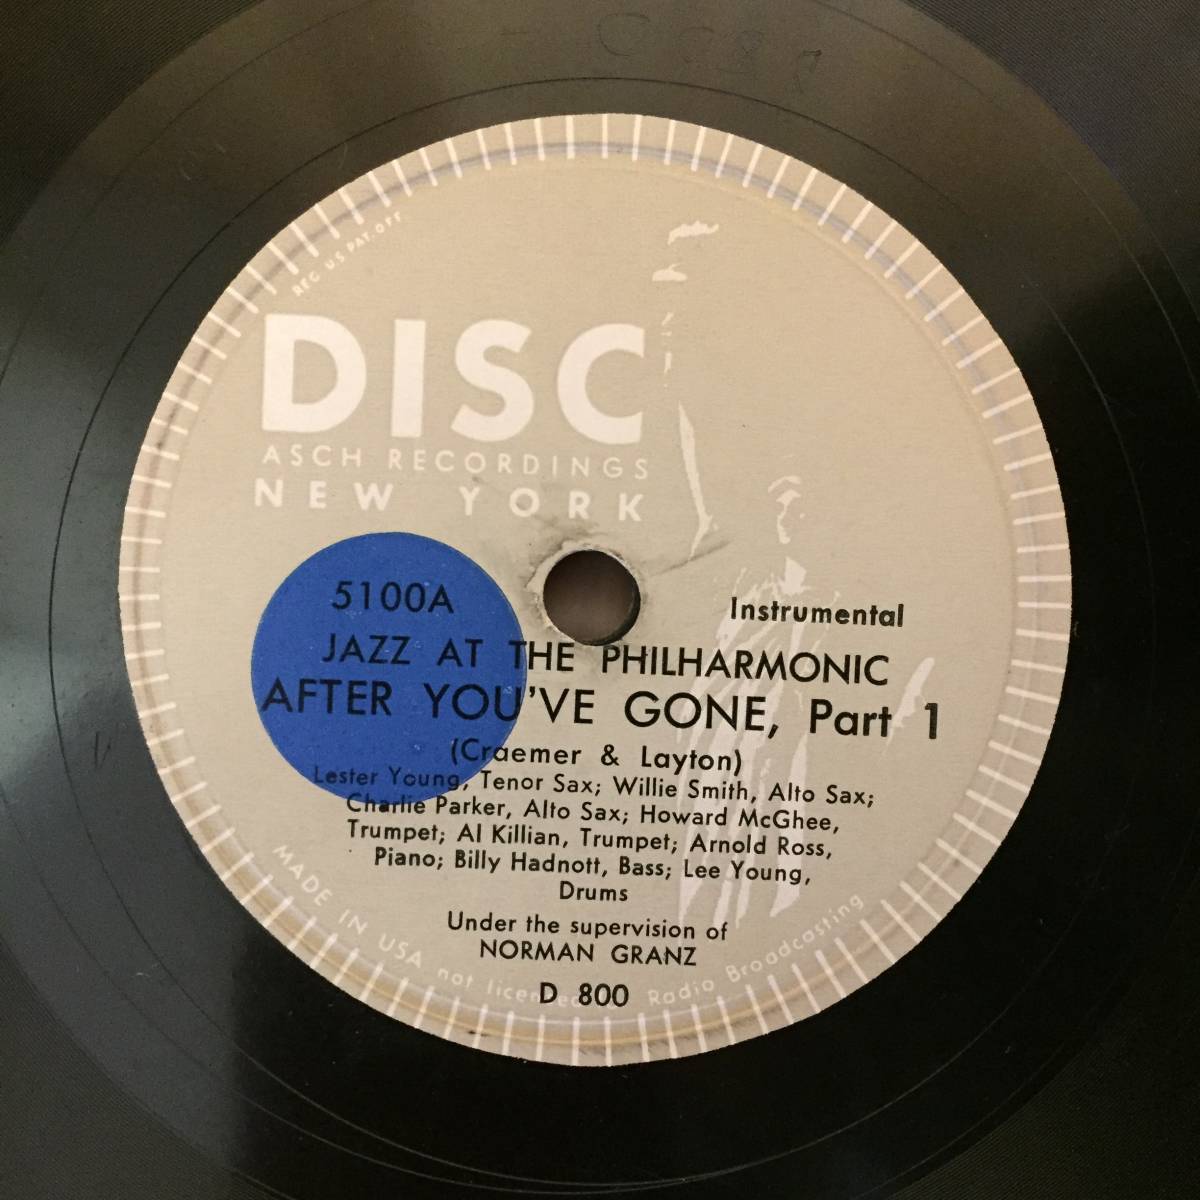 REG US PAT. OFF
DISC
ASCH RECORDINGS
NEW YORK
5100A
Instrumental
JAZZ AT THE PHILHARMONIC
AFTER YOU'VE GONE, Part 1
(Craemer & Layton)
Lester Young, Tenor Sax; Willie Smith, Alto Sax;
Charlie Parker, Alto Sax; Howard McGhee,
Trumpet; Al Killian, Trumpet; Arnold Ross,
Piano; Billy Hadnott, Bass; Lee Young,
Drums
Under the supervision of
NORMAN GRANZ
D 800
MADE IN USA not Radio Broadcasting